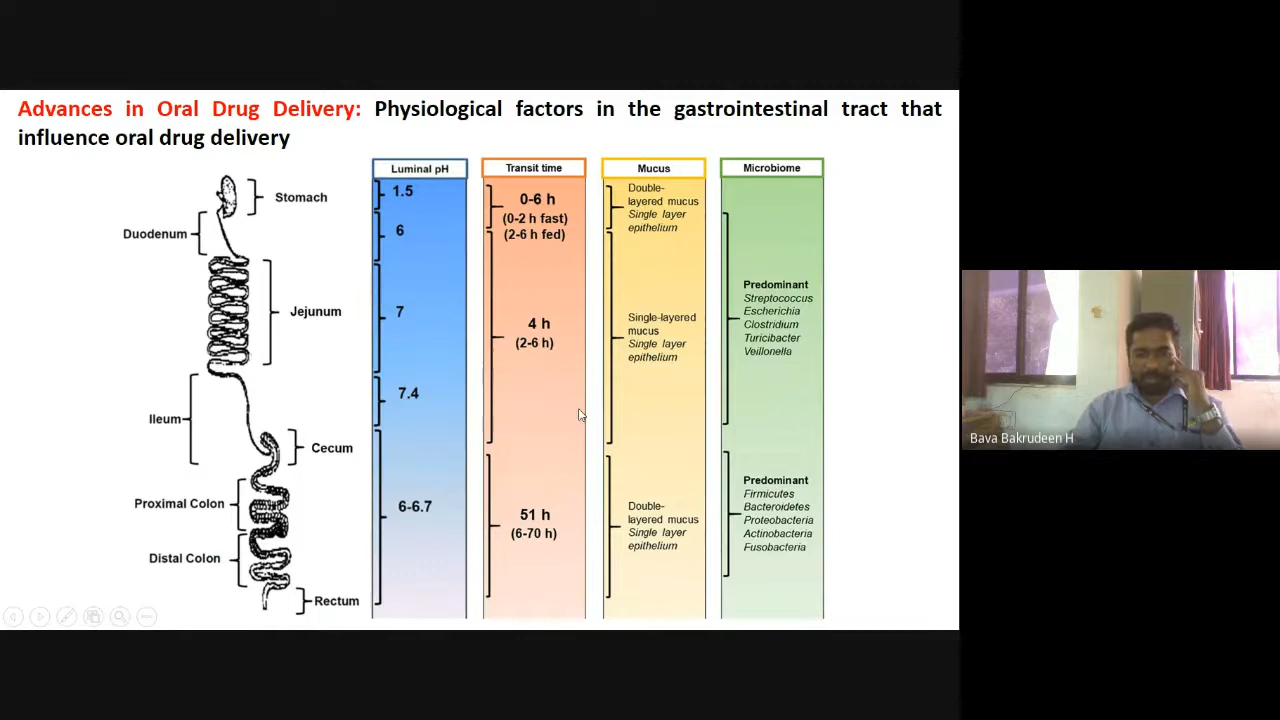 Advances in Oral Drug Delivery: Physiological factors in the gastrointestinal tract that
influence oral drug delivery
Luminal pH
Transit time
Mucus
Microbiome
Stomach
Duodenum
Jejunum
Ileum
Cecum
Proximal Colon
Distal Colon
Rectum
1.5
6
7
7.4
6-6.7
0-6 h
(0-2 h fast)
(2-6 h fed)
4 h
(2-6 h)
51 h
(6-70 h)
Double-
layered mucus
Single layer
epithelium
Single-layered
mucus
Single layer
epithelium
Double-
layered mucus
Single layer
epithelium
Predominant
Streptococcus
Escherichia
Clostridium
Turicibacter
Veillonella
Predominant
Firmicutes
Bacteroidetes
Proteobacteria
Actinobacteria
Fusobacteria
Bava Bakrudeen H